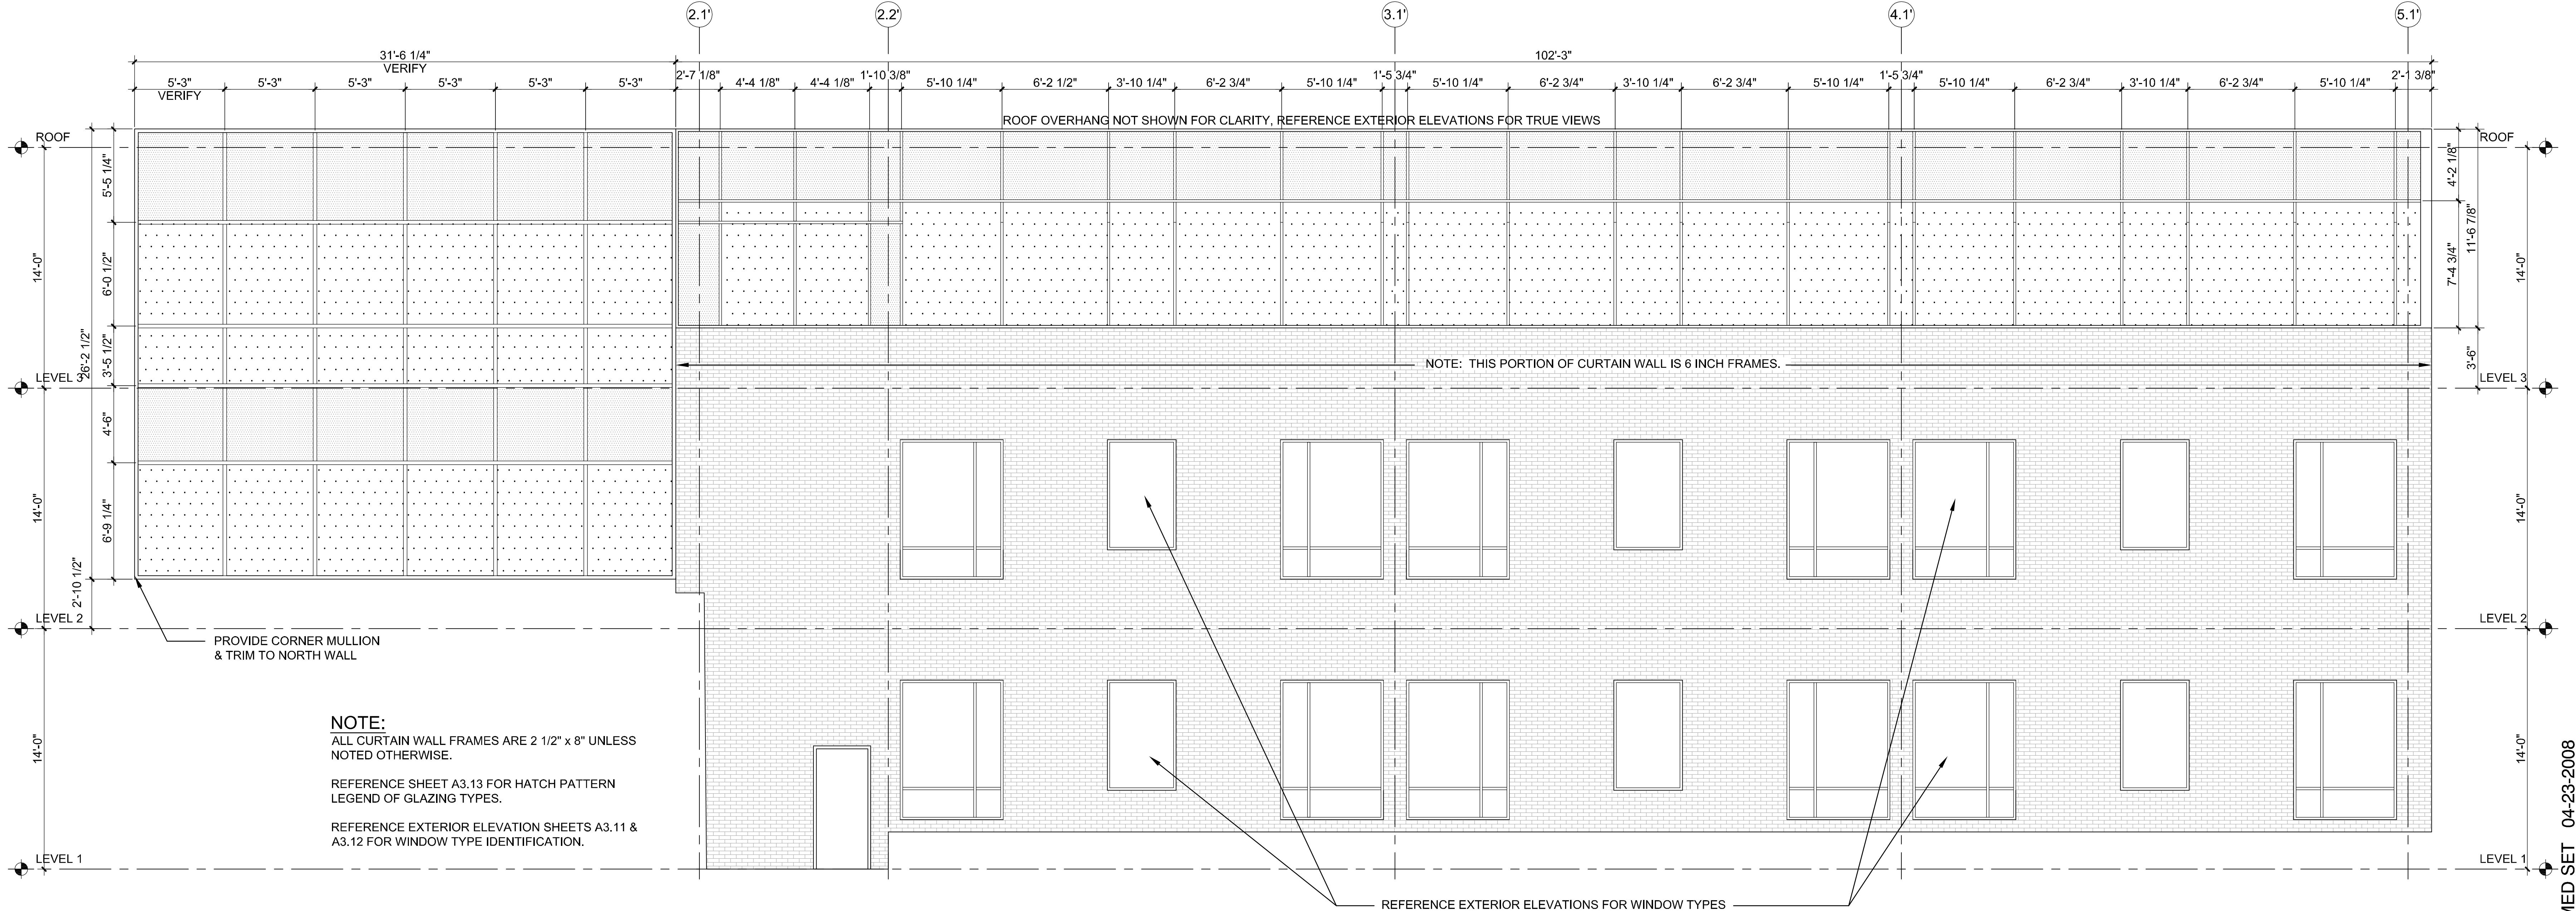 2.1'
2.2'
3.1'
4.1'
5.1'
31'-6 1/4"
VERIFY
102'-3"
5'-3"
VERIFY
5'-3"
5'-3"
5'-3"
5'-3"
5'-3"
2'-7 1/8"
4'-4 1/8"
4'-4 1/8"
1'-10 3/8"
5'-10 1/4"
6'-2 1/2"
3'-10 1/4"
6'-2 3/4"
5'-10 1/4"
1'-5 3/4"
5'-10 1/4"
6'-2 3/4"
3'-10 1/4"
6'-2 3/4"
5'-10 1/4"
1'-5 3/4"
5'-10 1/4"
6'-2 3/4"
3'-10 1/4"
6'-2 3/4"
5'-10 1/4"
2'-1 3/8"
ROOF OVERHANG NOT SHOWN FOR CLARITY, REFERENCE EXTERIOR ELEVATIONS FOR TRUE VIEWS
ROOF
ROOF
5'-5 1/4"
6'-0 1/2"
3'-5 1/2"
4'-6"
6'-9 1/4"
26'-2 1/2"
2'-10 1/2"
14'-0"
14'-0"
14'-0"
4'-2 1/8"
7'-4 3/4"
11'-6 7/8"
3'-6"
14'-0"
14'-0"
14'-0"
NOTE: THIS PORTION OF CURTAIN WALL IS 6 INCH FRAMES.
LEVEL 3
LEVEL 3
LEVEL 2
LEVEL 2
PROVIDE CORNER MULLION
& TRIM TO NORTH WALL
NOTE:
ALL CURTAIN WALL FRAMES ARE 2 1/2" x 8" UNLESS
NOTED OTHERWISE.
REFERENCE SHEET A3.13 FOR HATCH PATTERN
LEGEND OF GLAZING TYPES.
REFERENCE EXTERIOR ELEVATION SHEETS A3.11 &
A3.12 FOR WINDOW TYPE IDENTIFICATION.
LEVEL 1
LEVEL 1
REFERENCE EXTERIOR ELEVATIONS FOR WINDOW TYPES
MED SET 04-23-2008